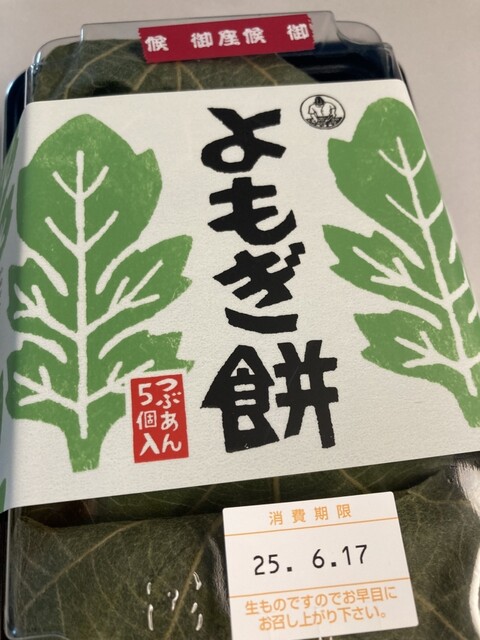 候 御座候 御
よもぎ餅
つぶあん
5個入
消費期限
25. 6.17
生ものですのでお早目に
お召し上がり下さい。